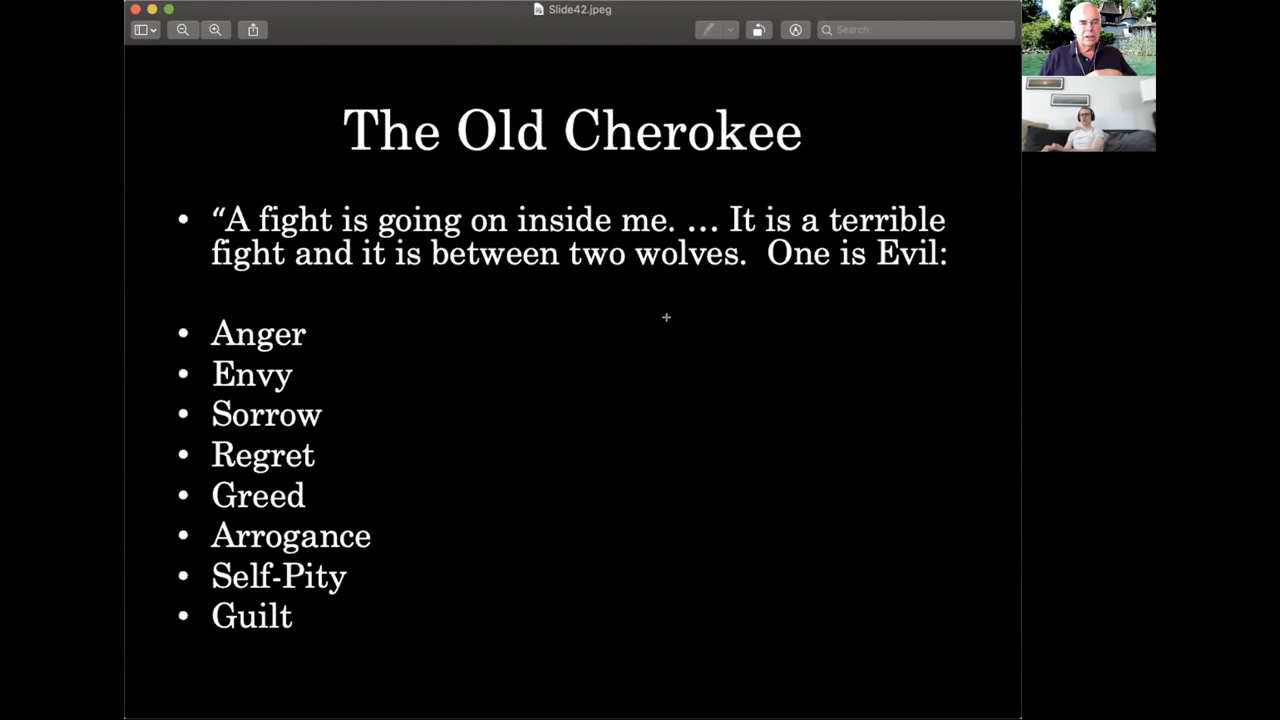 Slide42.jpeg
Search
The Old Cherokee
• “A fight is going on inside me. … It is a terrible
fight and it is between two wolves.  One is Evil:
• Anger
• Envy
• Sorrow
• Regret
• Greed
• Arrogance
• Self-Pity
• Guilt